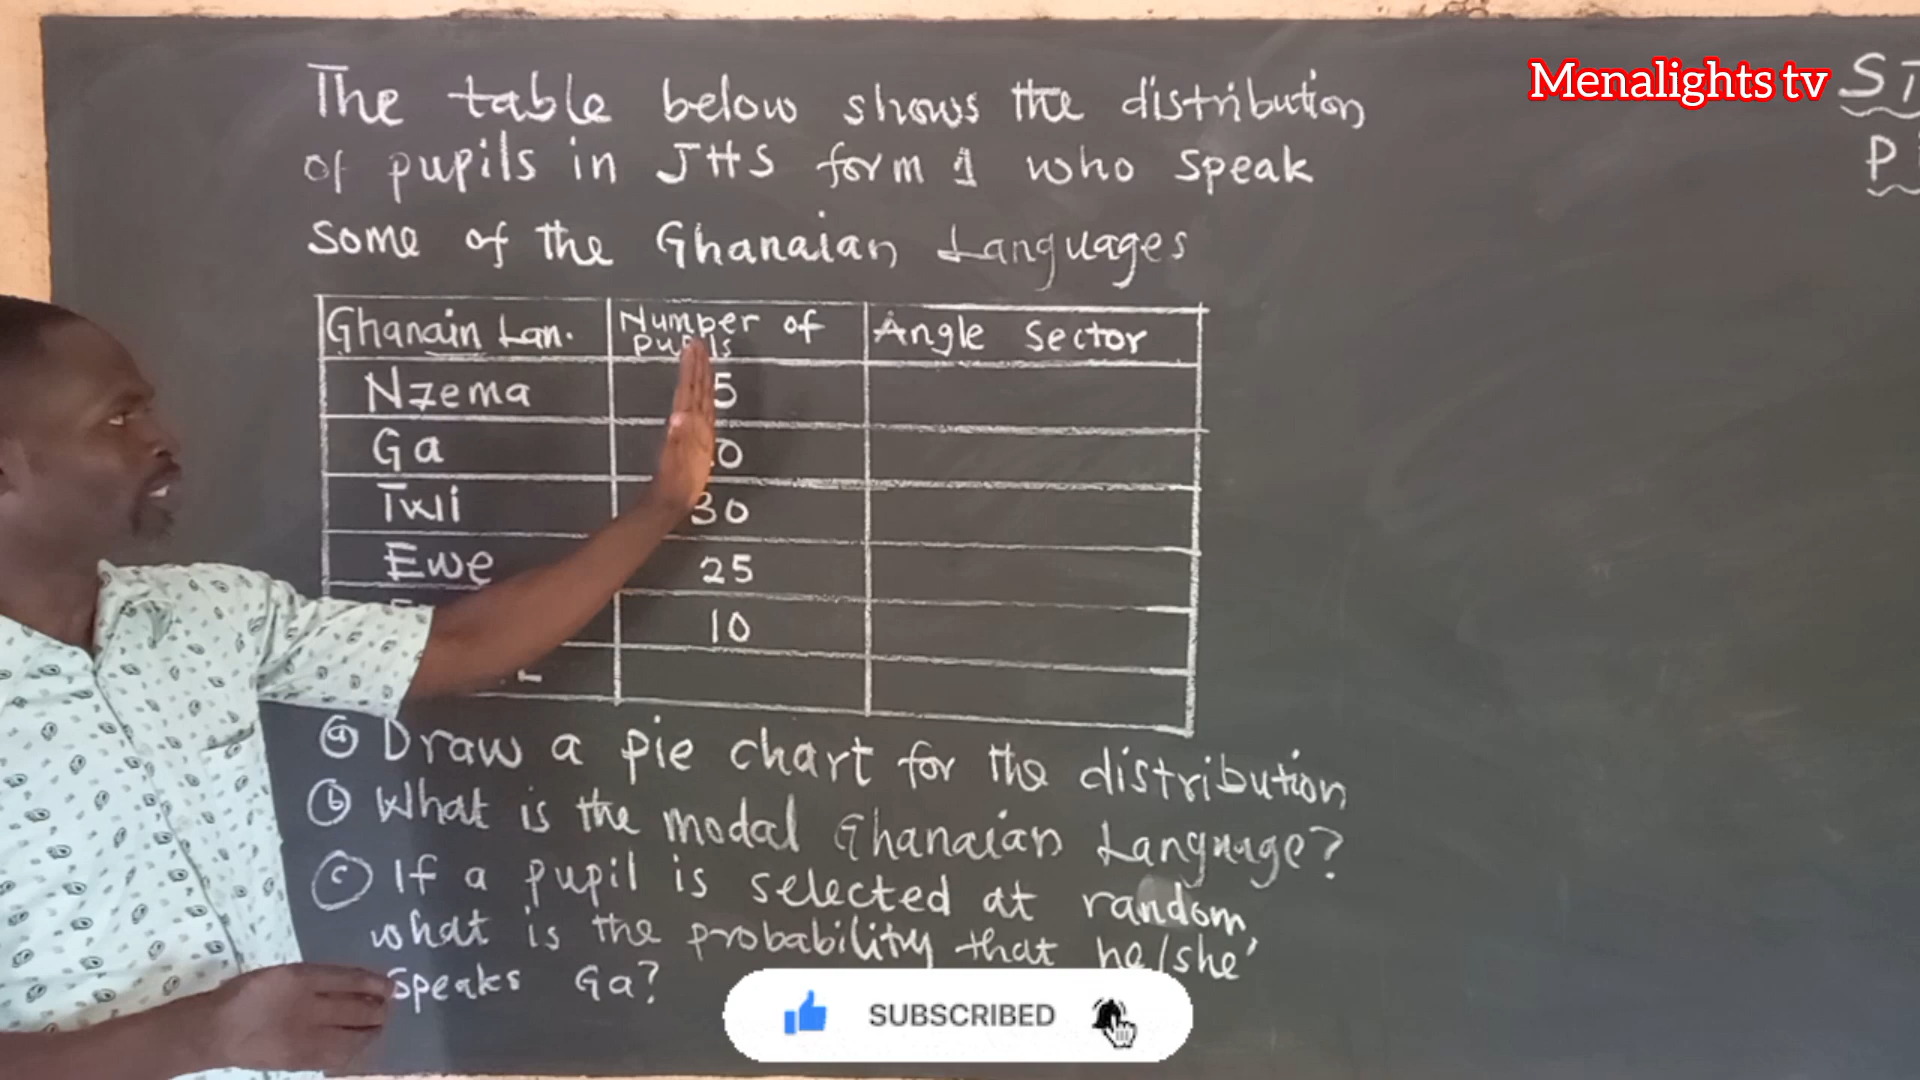 Menalights tv
ST
P
The table below shows the distribution
of pupils in JHS form 1 who speak
some of the Ghanaian Languages
Ghanain Lan. Number of pupils Angle Sector
Nzema 5
Ga 0
Twi 30
Ewe 25
10
a Draw a pie chart for the distribution
b What is the modal Ghanaian Language?
c If a pupil is selected at random,
what is the probability that he/she
speaks Ga?
SUBSCRIBED